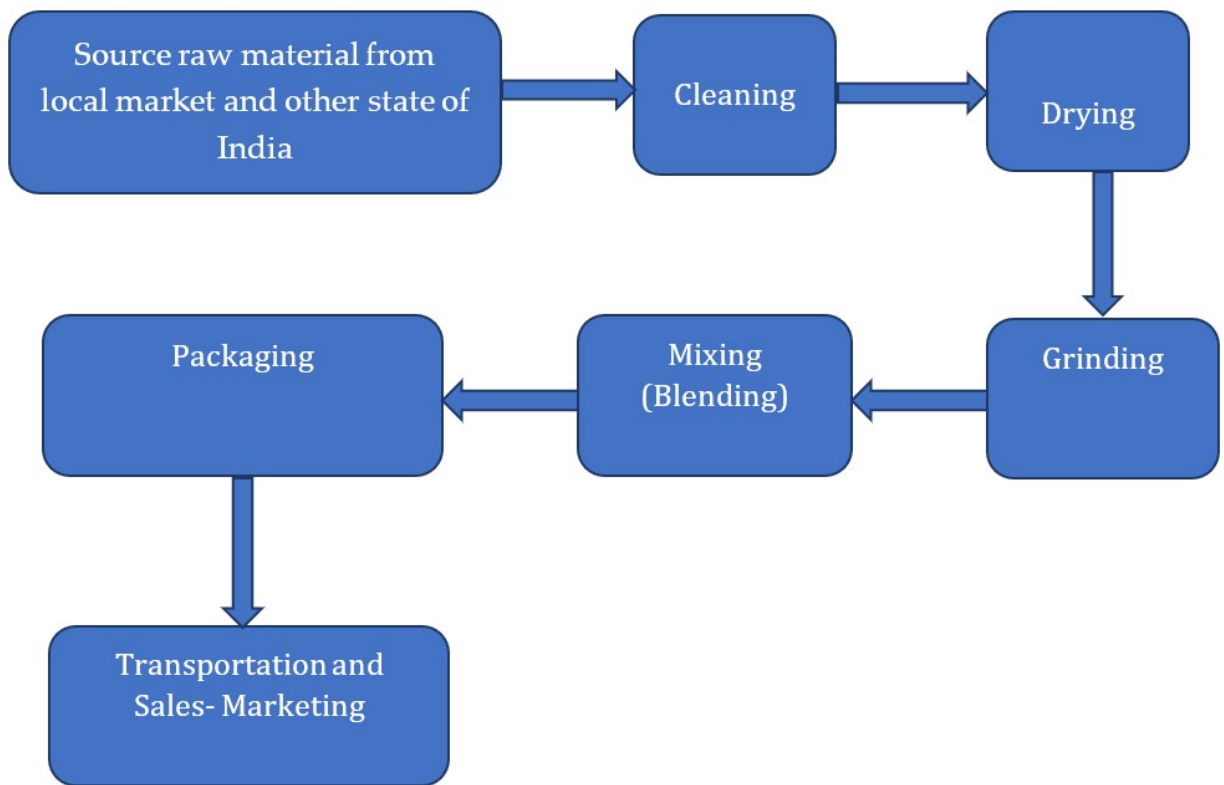 Source raw material from
local market and other state of
India
Cleaning
Drying
Grinding
Mixing
(Blending)
Packaging
Transportation and
Sales- Marketing